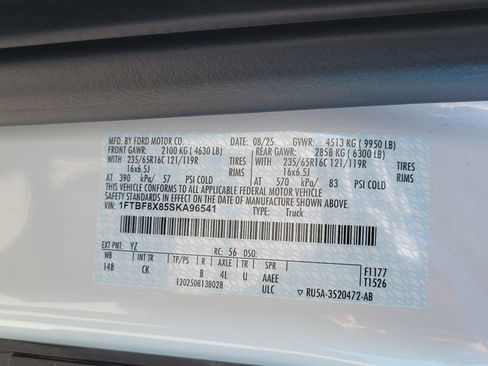 MFD. BY FORD MOTOR CO. DATE: 08/25 GVWR: 4513 KG ( 9950 LB)
FRONT GAWR: 2100 KG ( 4630 LB) REAR GAWR: 2858 KG ( 6300 LB)
WITH 235/65R16C 121/119R TIRES WITH 235/65R16C 121/119R TIRES
16x6.5J RIMS 16x6.5J RIMS
AT 390 kPa/ 57 PSI COLD AT 570 kPa/ 83 PSI COLD
THIS VEHICLE CONFORMS TO ALL APPLICABLE FEDERAL MOTOR VEHICLE
SAFETY STANDARDS IN EFFECT ON THE DATE OF MANUFACTURE SHOWN ABOVE.
VIN: 1FTBF8X85SKA96541 TYPE: Truck
EXT PNT: YZ RC: 56 DSO:
WB INT TR TP/PS R AXLE TR SPR
14B CK B 4L U AAEE
1202508138028 ULC
▽ RU5A-3520472-AB
F1177
T1526